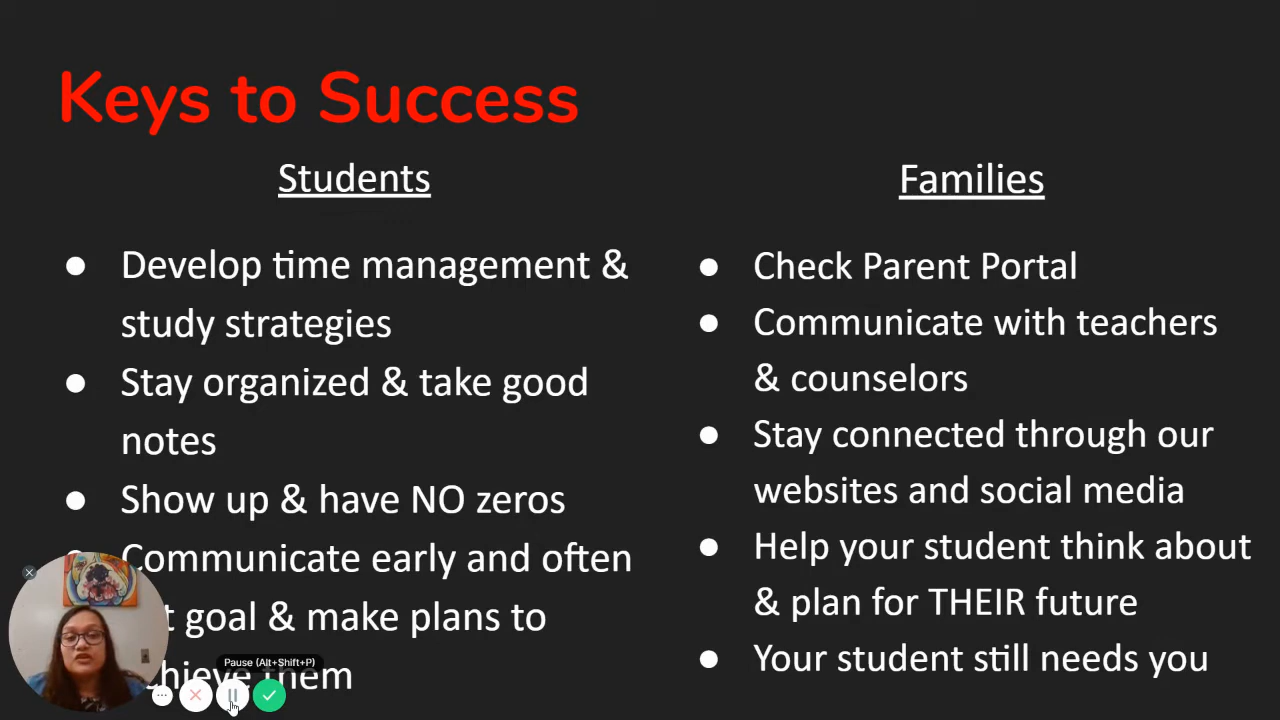 Keys to Success
Students
Develop time management &
study strategies
Stay organized & take good
notes
Show up & have NO zeros
Communicate early and often
goal & make plans to
them
Families
Check Parent Portal
Communicate with teachers
& counselors
Stay connected through our
websites and social media
Help your student think about
& plan for THEIR future
Your student still needs you
Pause (Alt+Shift+P)